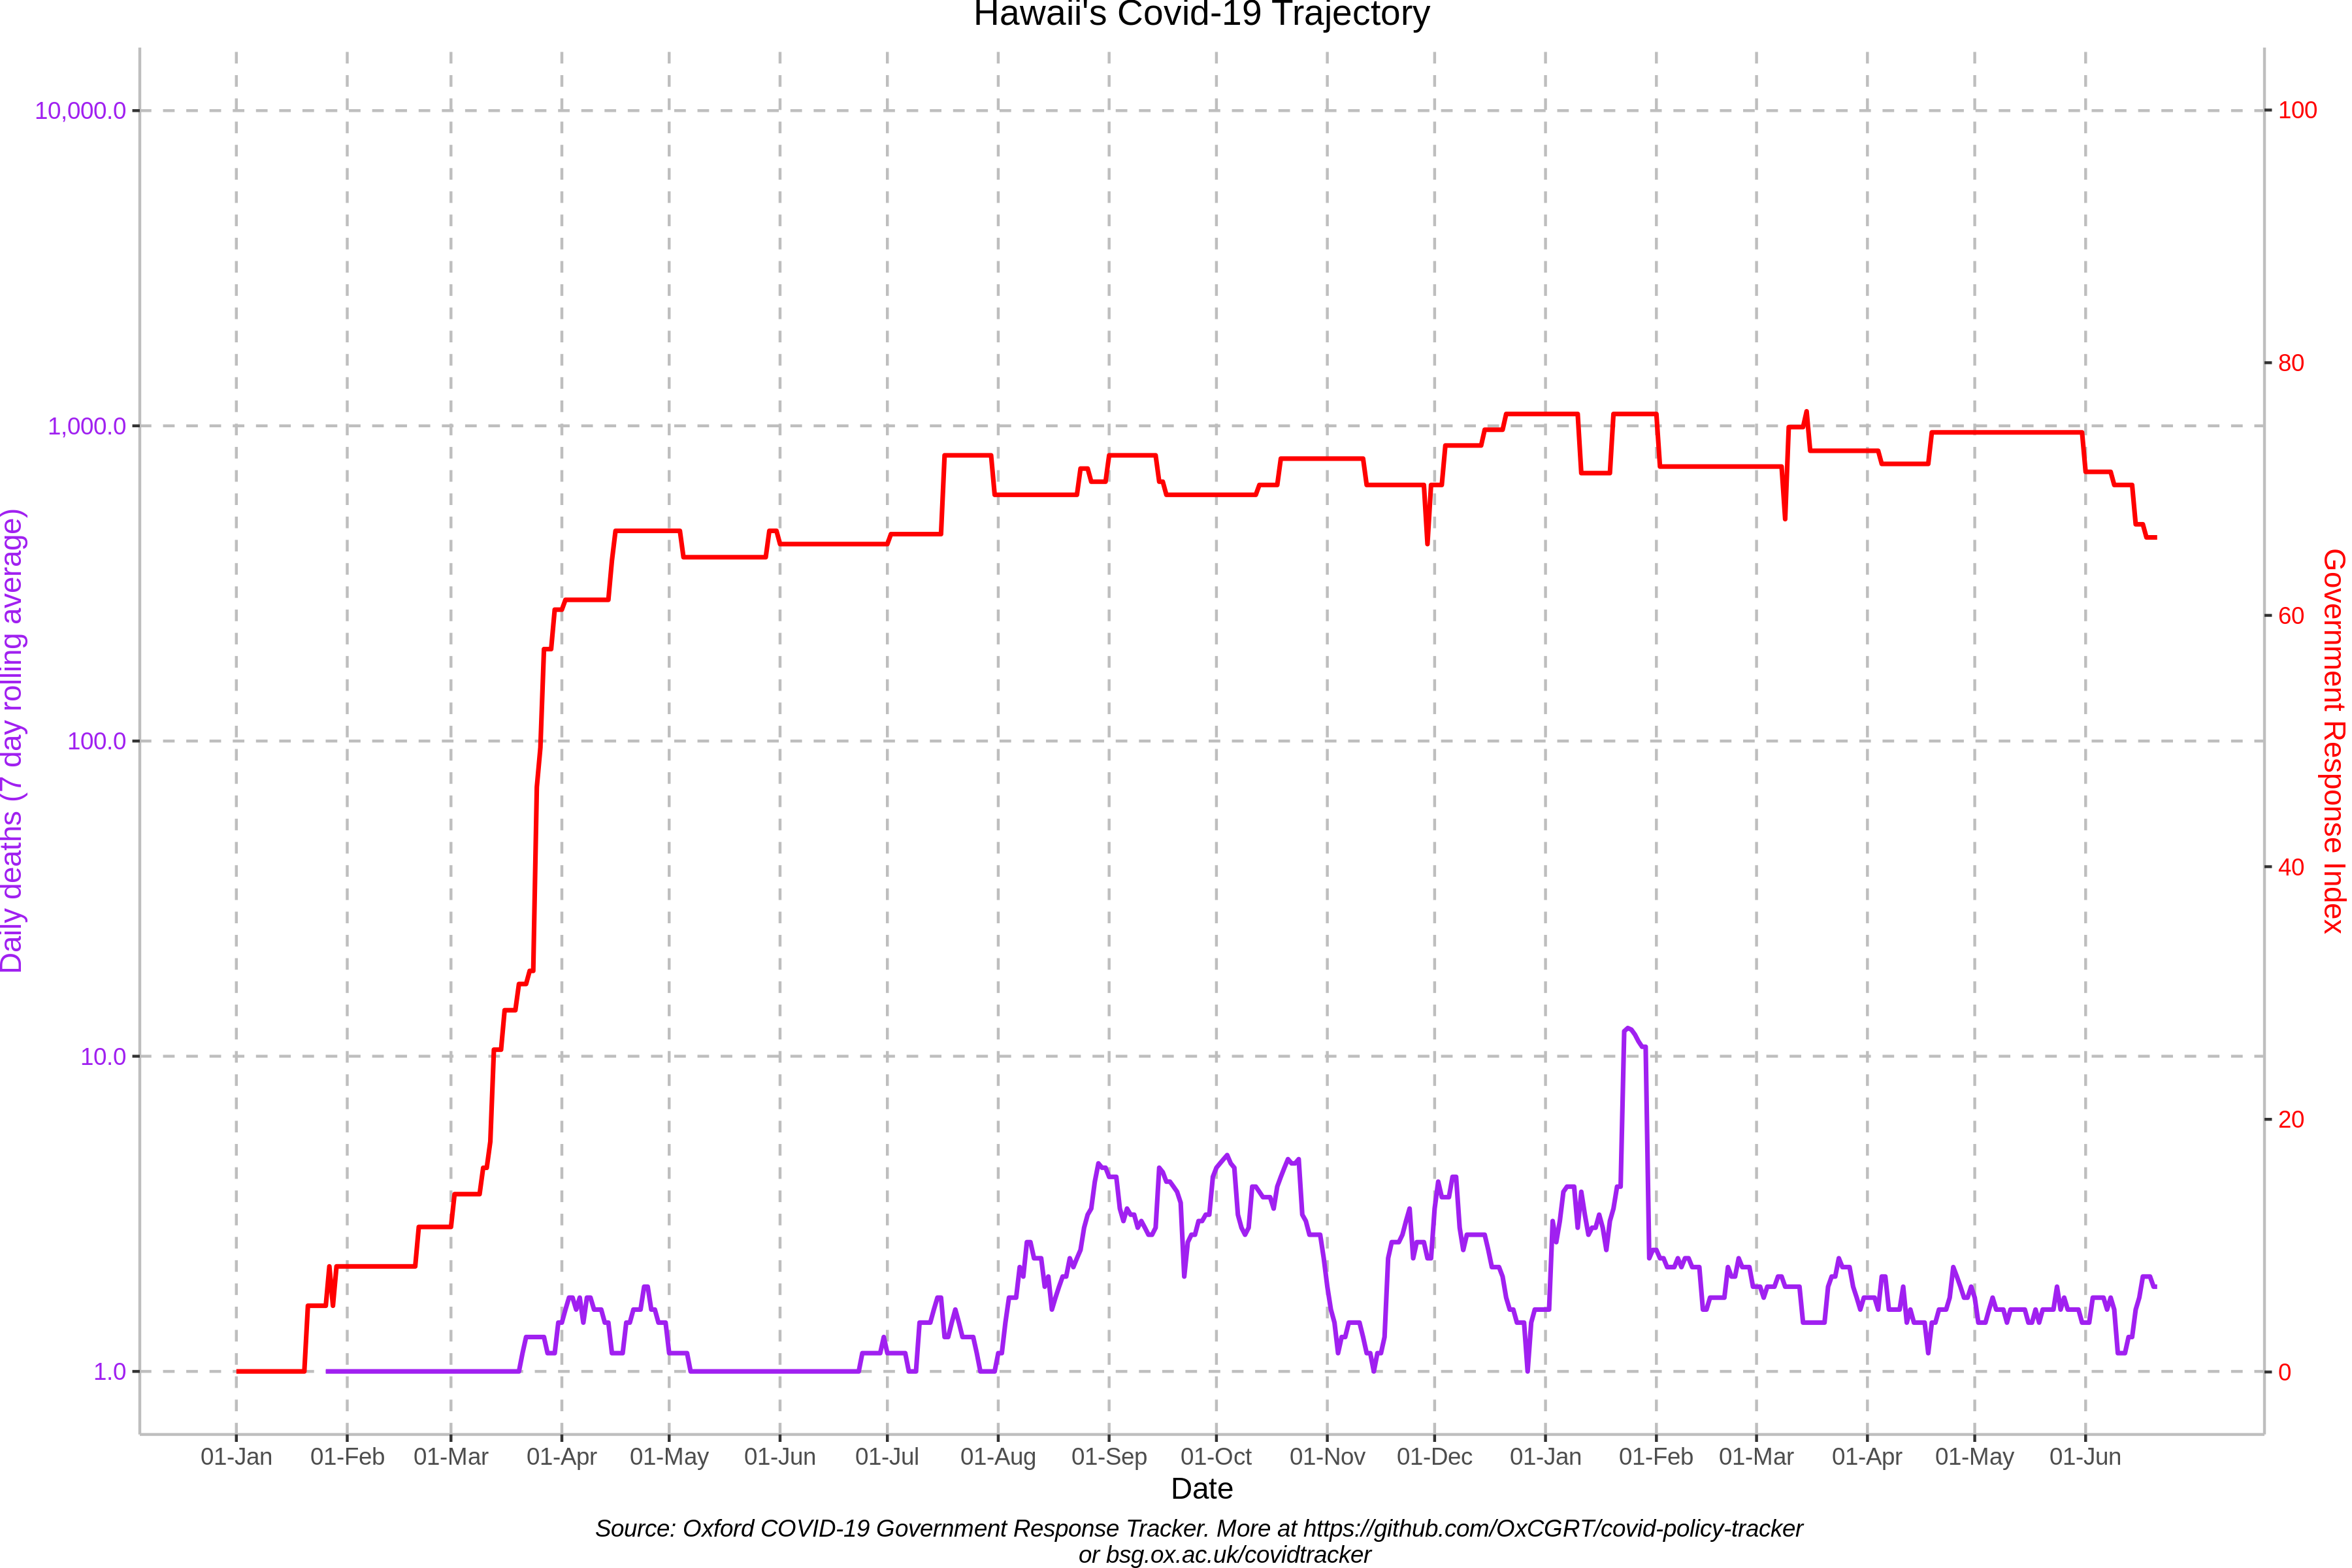 Hawaii's Covid-19 Trajectory
10,000.0
1,000.0
100.0
10.0
1.0
Daily deaths (7 day rolling average)
100
80
60
40
20
0
Government Response Index
01-Jan 01-Feb 01-Mar 01-Apr 01-May 01-Jun 01-Jul 01-Aug 01-Sep 01-Oct 01-Nov 01-Dec 01-Jan 01-Feb 01-Mar 01-Apr 01-May 01-Jun
Date
Source: Oxford COVID-19 Government Response Tracker. More at https://github.com/OxCGRT/covid-policy-tracker
or bsg.ox.ac.uk/covidtracker